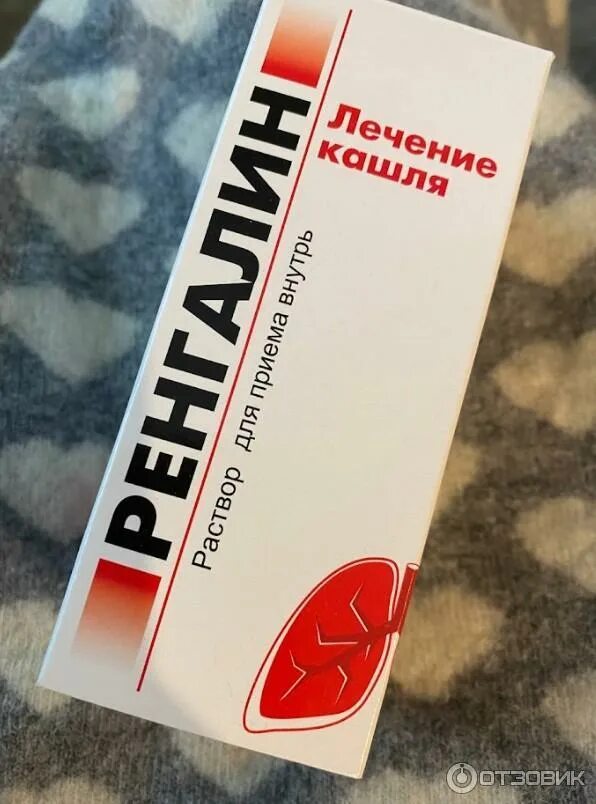 РЕНГАЛИН
Раствор для приема внутрь
Лечение
кашля
ОТЗОВИК